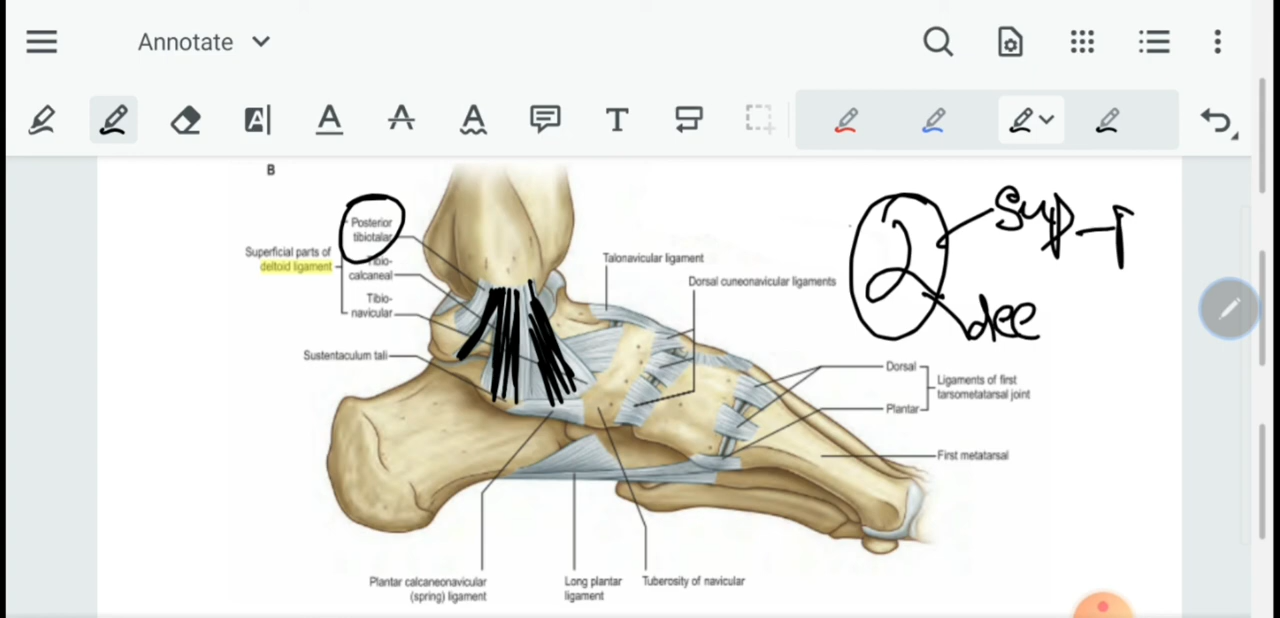 Annotate
B
Posterior
tibiotalar
Superficial parts of
deltoid ligament
Tibio-
calcaneal
Tibio-
navicular
Sustentaculum tali
Talonavicular ligament
Dorsal cuneonavicular ligaments
2
Sup
dee
Dorsal
Ligaments of first
tarsometatarsal joint
Plantar
First metatarsal
Plantar calcaneonavicular
(spring) ligament
Long plantar
ligament
Tuberosity of navicular